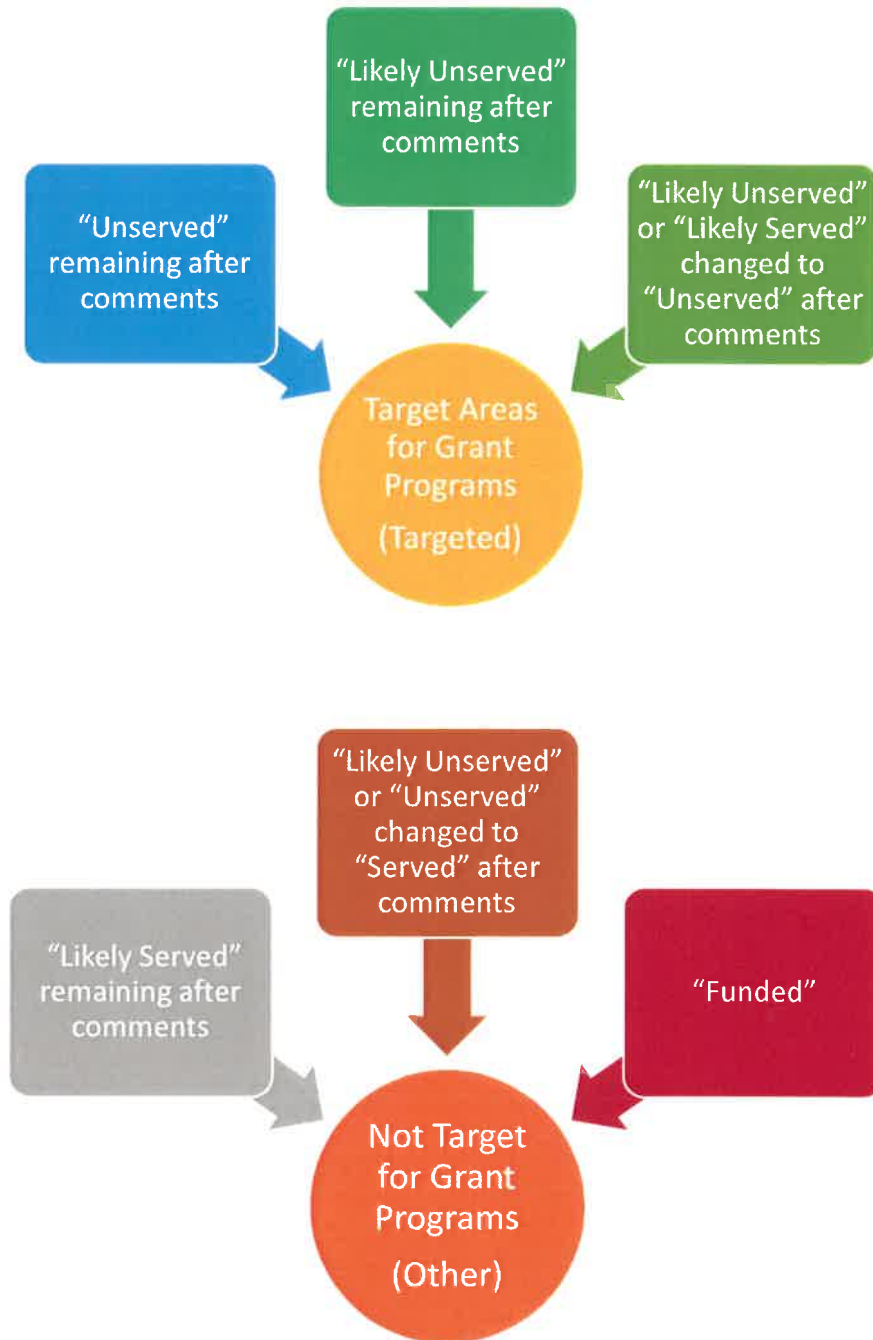 “Likely Unserved”
remaining after
comments
“Unserved”
remaining after
comments
“Likely Unserved”
or “Likely Served”
changed to
“Unserved” after
comments
Target Areas
for Grant
Programs
(Targeted)
“Likely Unserved”
or “Unserved”
changed to
“Served” after
comments
“Likely Served”
remaining after
comments
“Funded”
Not Target
for Grant
Programs
(Other)